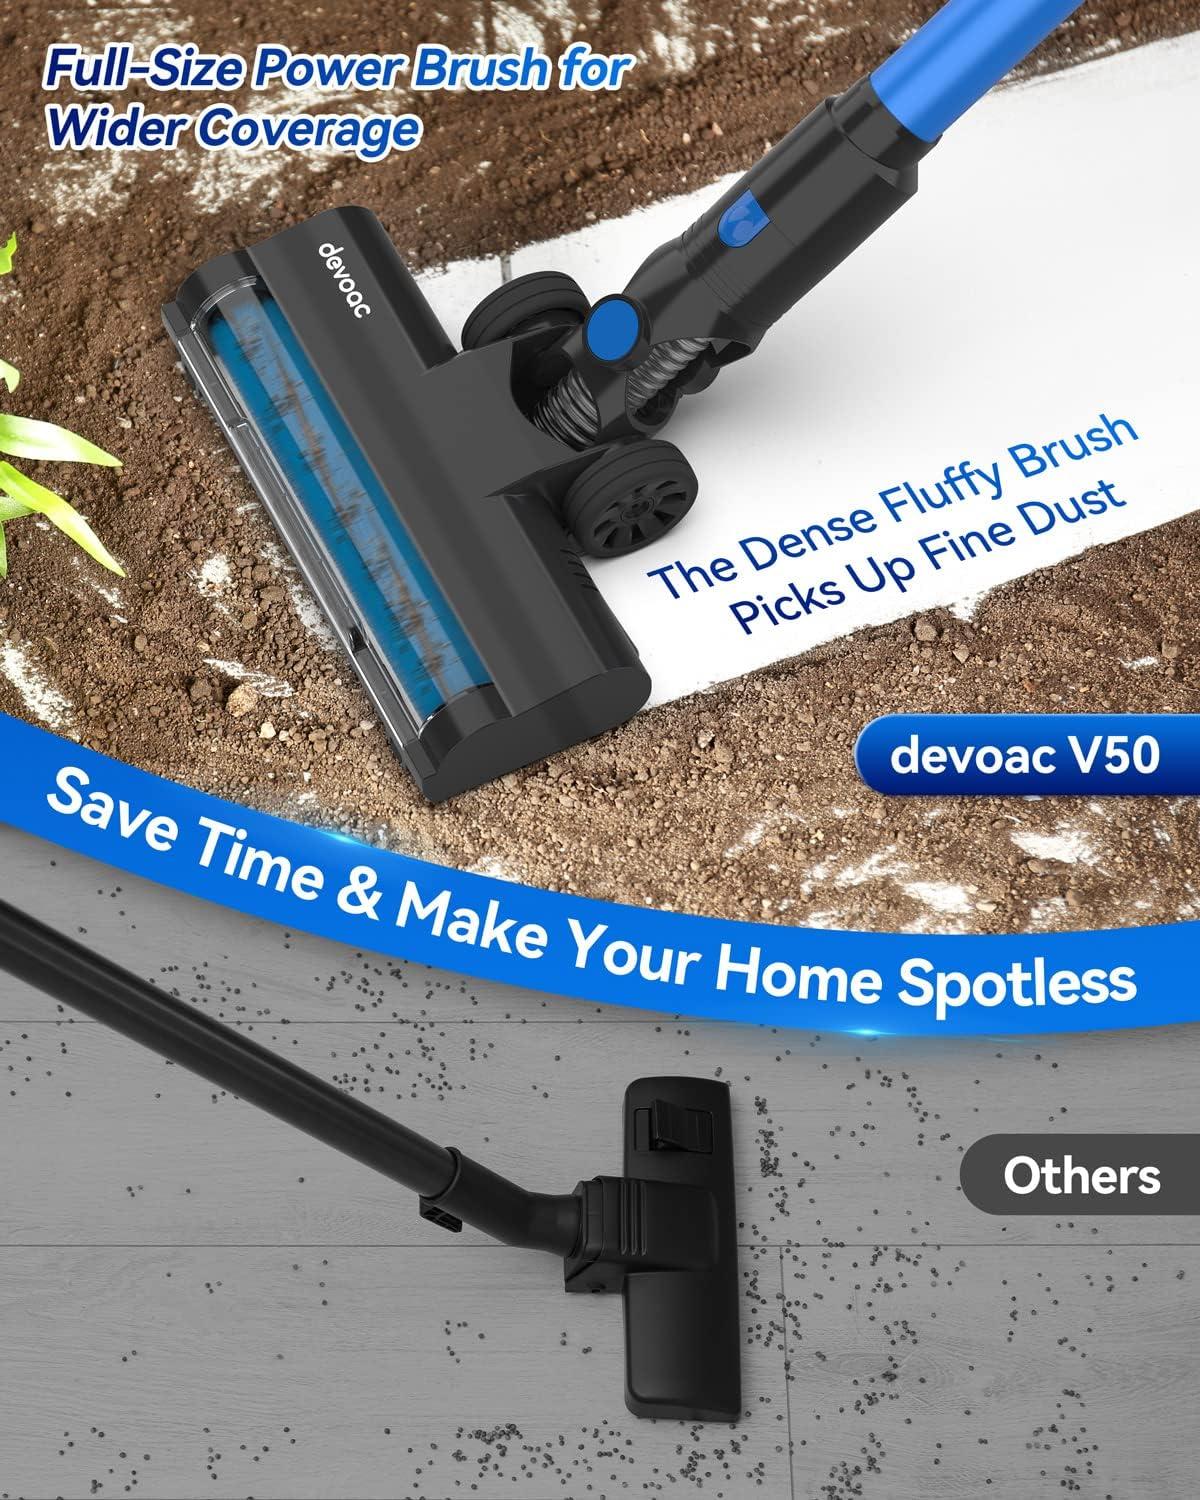 Full-Size Power Brush for
Wider Coverage
devoac
The Dense Fluffy Brush
Picks Up Fine Dust
devoac V50
Save Time & Make Your Home Spotless
Others